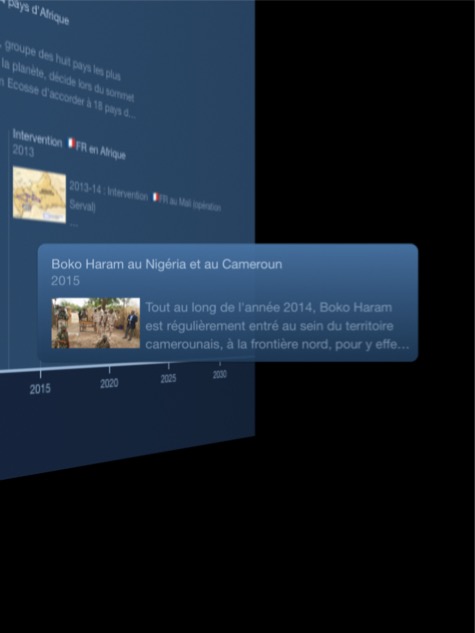 pays d'Afrique
, groupe des huit pays les plus
la planète, décide lors du sommet
n Ecosse d'accorder à 18 pays d...
Intervention 🇫🇷FR en Afrique
2013
2013-14 : Intervention 🇫🇷FR au Mali (opération
Serval)
...
Boko Haram au Nigéria et au Cameroun
2015
Tout au long de l'année 2014, Boko Haram
est régulièrement entré au sein du territoire
camerounais, à la frontière nord, pour y effe...
2015 2020 2025 2030